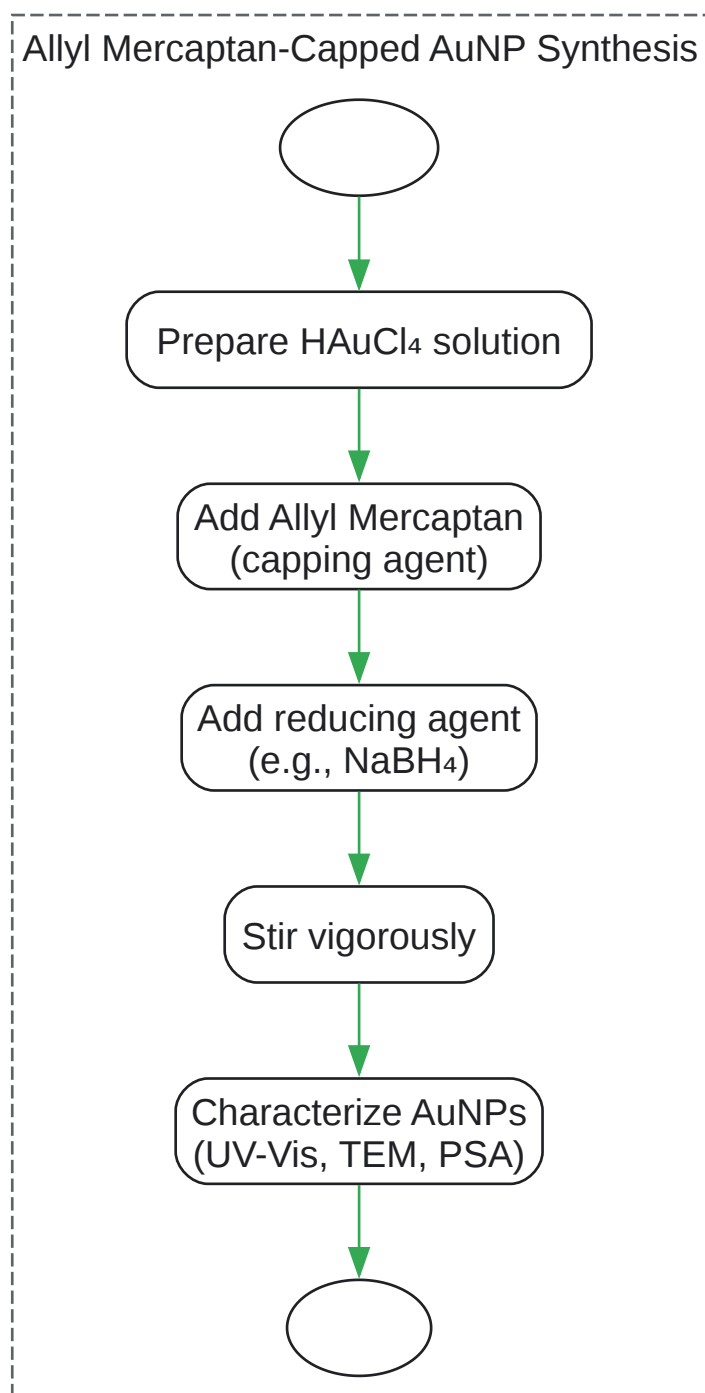 Allyl Mercaptan-Capped AuNP Synthesis
Prepare HAuCl₄ solution
Add Allyl Mercaptan
(capping agent)
Add reducing agent
(e.g., NaBH₄)
Stir vigorously
Characterize AuNPs
(UV-Vis, TEM, PSA)